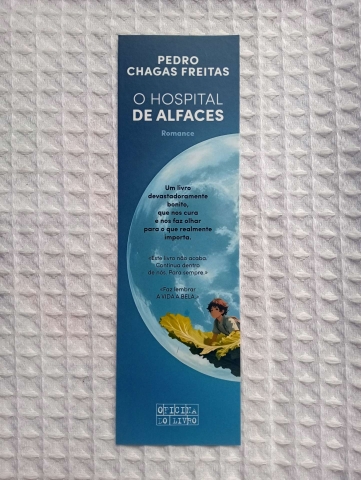 PEDRO
CHAGAS FREITAS
O HOSPITAL
DE ALFACES
Romance
Um livro
devastadoramente
bonito,
que nos cura
e nos faz olhar
para o que realmente
importa.
«Este livro não acaba.
Continua dentro
de nós. Para sempre.»
«Faz lembrar
A VIDA É BELA.»
OFICINA
DO LIVRO